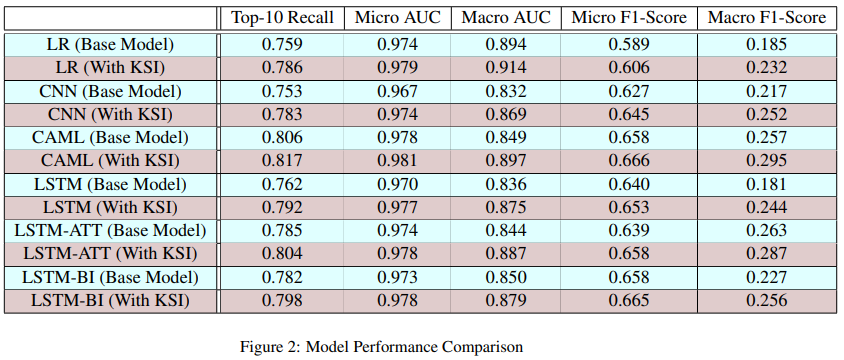 Top-10 Recall Micro AUC Macro AUC Micro F1-Score Macro F1-Score
LR (Base Model) 0.759 0.974 0.894 0.589 0.185
LR (With KSI) 0.786 0.979 0.914 0.606 0.232
CNN (Base Model) 0.753 0.967 0.832 0.627 0.217
CNN (With KSI) 0.783 0.974 0.869 0.645 0.252
CAML (Base Model) 0.806 0.978 0.849 0.658 0.257
CAML (With KSI) 0.817 0.981 0.897 0.666 0.295
LSTM (Base Model) 0.762 0.970 0.836 0.640 0.181
LSTM (With KSI) 0.792 0.977 0.875 0.653 0.244
LSTM-ATT (Base Model) 0.785 0.974 0.844 0.639 0.263
LSTM-ATT (With KSI) 0.804 0.978 0.887 0.658 0.287
LSTM-BI (Base Model) 0.782 0.973 0.850 0.658 0.227
LSTM-BI (With KSI) 0.798 0.978 0.879 0.665 0.256
Figure 2: Model Performance Comparison